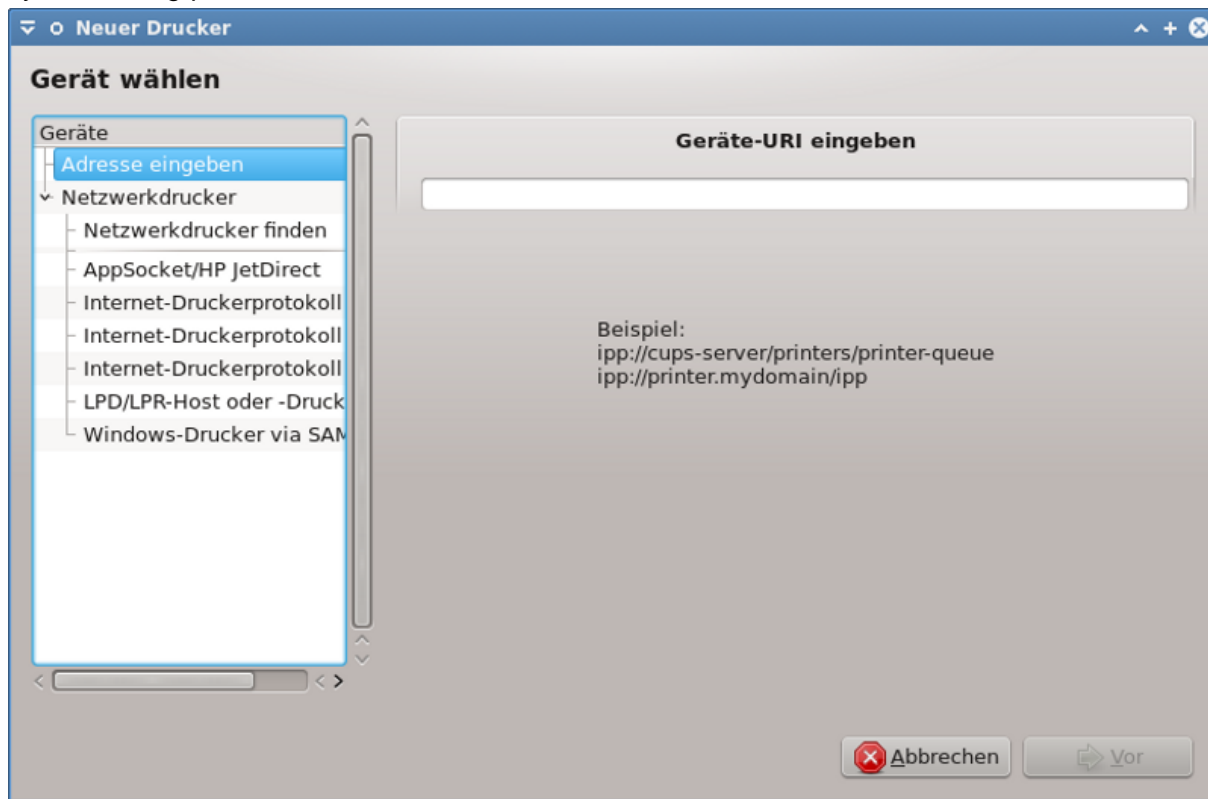 Neuer Drucker
Gerät wählen
Geräte
Adresse eingeben
Netzwerkdrucker
Netzwerkdrucker finden
AppSocket/HP JetDirect
Internet-Druckerprotokoll
Internet-Druckerprotokoll
Internet-Druckerprotokoll
LPD/LPR-Host oder -Druck
Windows-Drucker via SAM
Geräte-URI eingeben
Beispiel:
ipp://cups-server/printers/printer-queue
ipp://printer.mydomain/ipp
Abbrechen
Vor